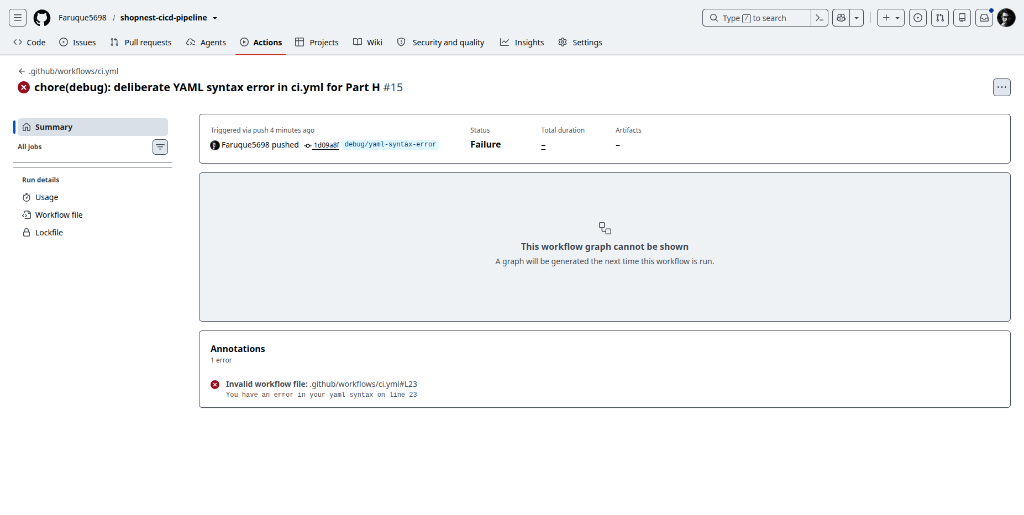 Faruque5698 / shopnest-cicd-pipeline
Type / to search
Code Issues Pull requests Agents Actions Projects Wiki Security and quality Insights Settings
.github/workflows/ci.yml
chore(debug): deliberate YAML syntax error in ci.yml for Part H #15
Summary
All jobs
Run details
Usage
Workflow file
Lockfile
Triggered via push 4 minutes ago
Faruque5698 pushed 1d09a8f debug/yaml-syntax-error
Status
Failure
Total duration
–
Artifacts
–
This workflow graph cannot be shown
A graph will be generated the next time this workflow is run.
Annotations
1 error
Invalid workflow file: .github/workflows/ci.yml#L23
You have an error in your yaml syntax on line 23